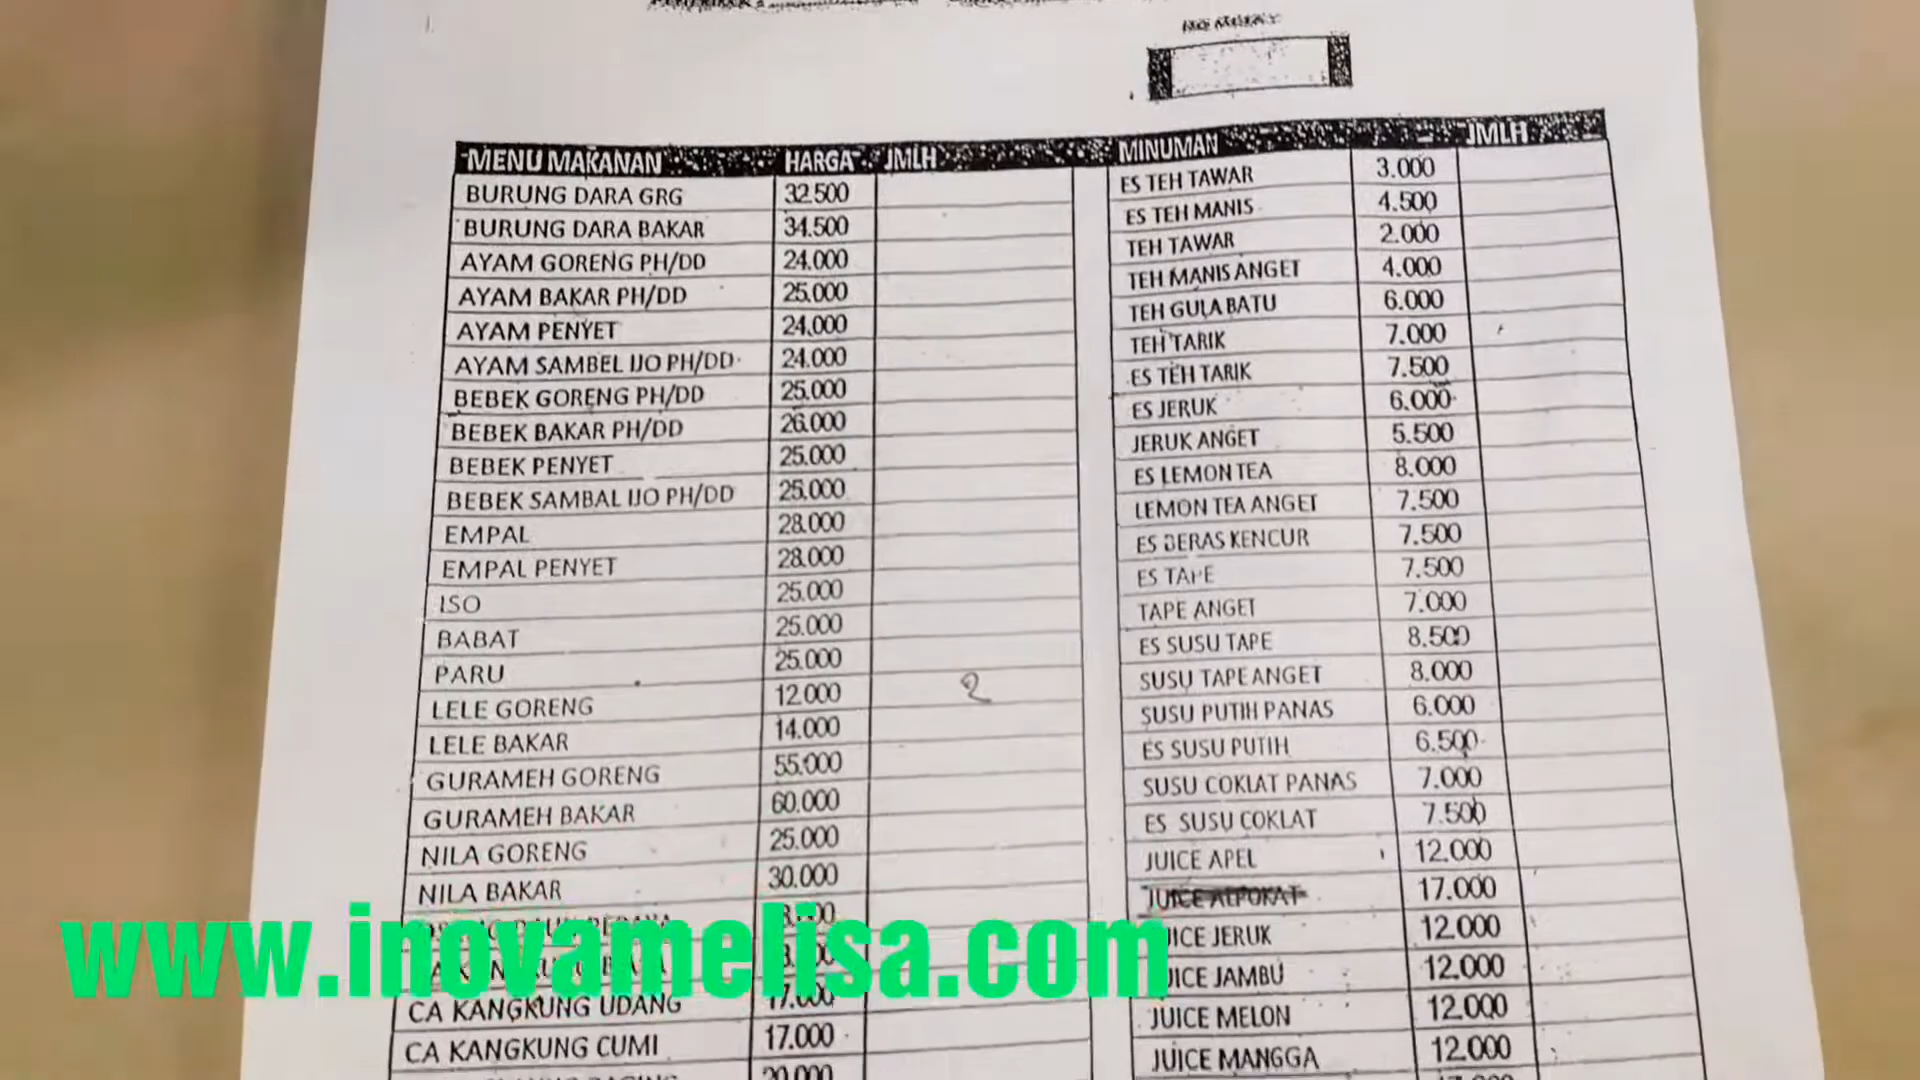 MENU MAKANAN HARGA JMLH
BURUNG DARA GRG 32.500
BURUNG DARA BAKAR 34.500
AYAM GORENG PH/DD 24.000
AYAM BAKAR PH/DD 25.000
AYAM PENYET 24.000
AYAM SAMBEL IJO PH/DD 24.000
BEBEK GORENG PH/DD 25.000
BEBEK BAKAR PH/DD 26.000
BEBEK PENYET 25.000
BEBEK SAMBAL IJO PH/DD 25.000
EMPAL 28.000
EMPAL PENYET 28.000
ISO 25.000
BABAT 25.000
PARU 25.000
LELE GORENG 12.000 2
LELE BAKAR 14.000
GURAMEH GORENG 55.000
GURAMEH BAKAR 60.000
NILA GORENG 25.000
NILA BAKAR 30.000
CA KANGKUNG UDANG 17.000
CA KANGKUNG CUMI 17.000
20.000
MINUMAN JMLH
ES TEH TAWAR 3.000
ES TEH MANIS 4.500
TEH TAWAR 2.000
TEH MANIS ANGET 4.000
TEH GULA BATU 6.000
TEH TARIK 7.000
ES TEH TARIK 7.500
ES JERUK 6.000
JERUK ANGET 5.500
ES LEMON TEA 8.000
LEMON TEA ANGET 7.500
ES BERAS KENCUR 7.500
ES TAPE 7.500
TAPE ANGET 7.000
ES SUSU TAPE 8.500
SUSU TAPE ANGET 8.000
SUSU PUTIH PANAS 6.000
ES SUSU PUTIH 6.500
SUSU COKLAT PANAS 7.000
ES SUSU COKLAT 7.500
JUICE APEL 12.000
JUICE ALPOKAT 17.000
JUICE JERUK 12.000
JUICE JAMBU 12.000
JUICE MELON 12.000
JUICE MANGGA 12.000
www.inovamelisa.com